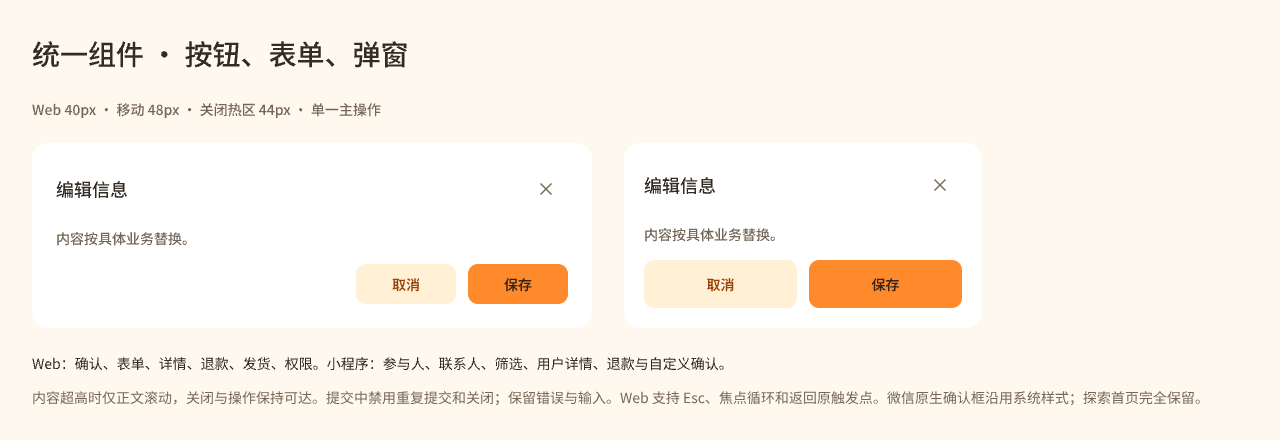 统一组件 · 按钮、表单、弹窗
Web 40px · 移动 48px · 关闭热区 44px · 单一主操作
编辑信息
内容按具体业务替换。
取消
保存
编辑信息
内容按具体业务替换。
取消
保存
Web：确认、表单、详情、退款、发货、权限。小程序：参与人、联系人、筛选、用户详情、退款与自定义确认。
内容超高时仅正文滚动，关闭与操作保持可达。提交中禁用重复提交和关闭；保留错误与输入。Web 支持 Esc、焦点循环和返回原触发点。微信原生确认框沿用系统样式；探索首页完全保留。